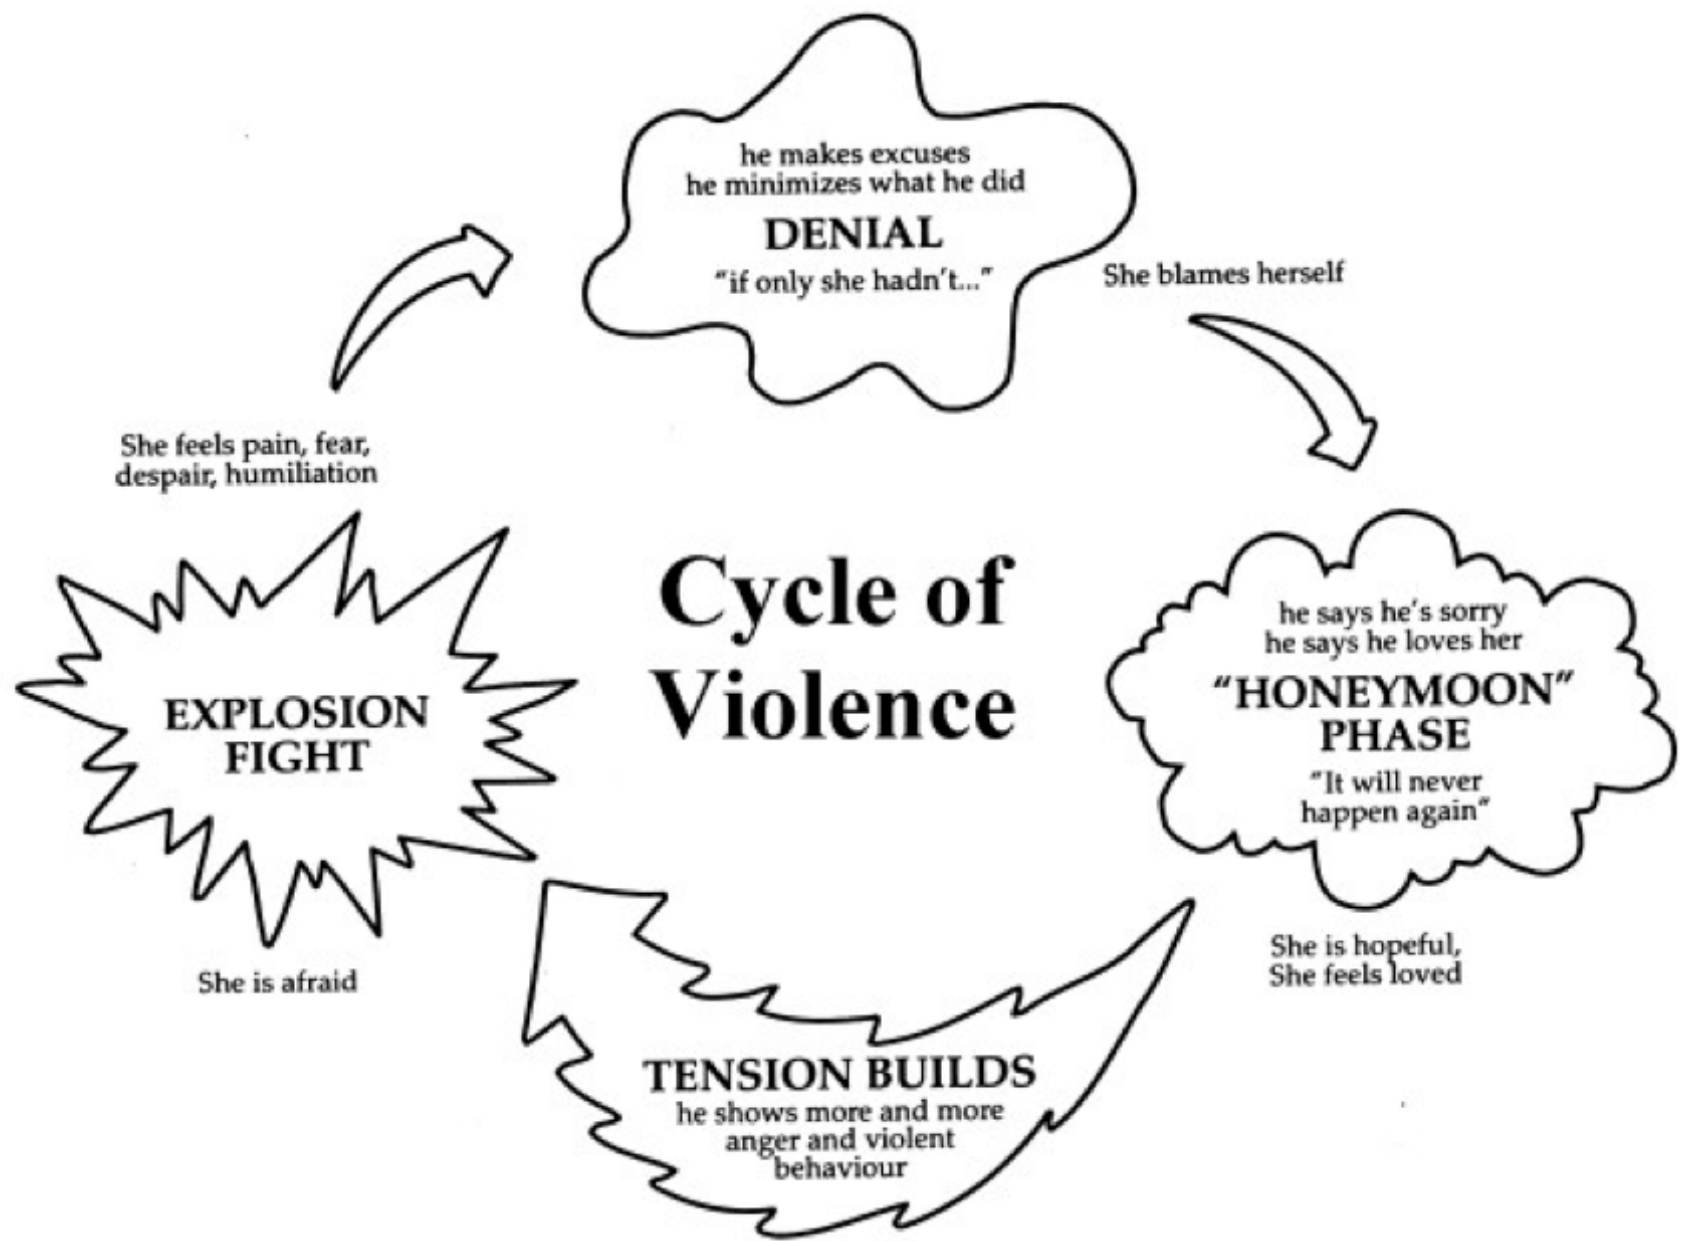 he makes excuses
he minimizes what he did
DENIAL
"if only she hadn't..."
She blames herself
She feels pain, fear,
despair, humiliation
Cycle of
Violence
he says he's sorry
he says he loves her
"HONEYMOON"
PHASE
"It will never
happen again"
EXPLOSION
FIGHT
She is hopeful,
She feels loved
She is afraid
TENSION BUILDS
he shows more and more
anger and violent
behaviour